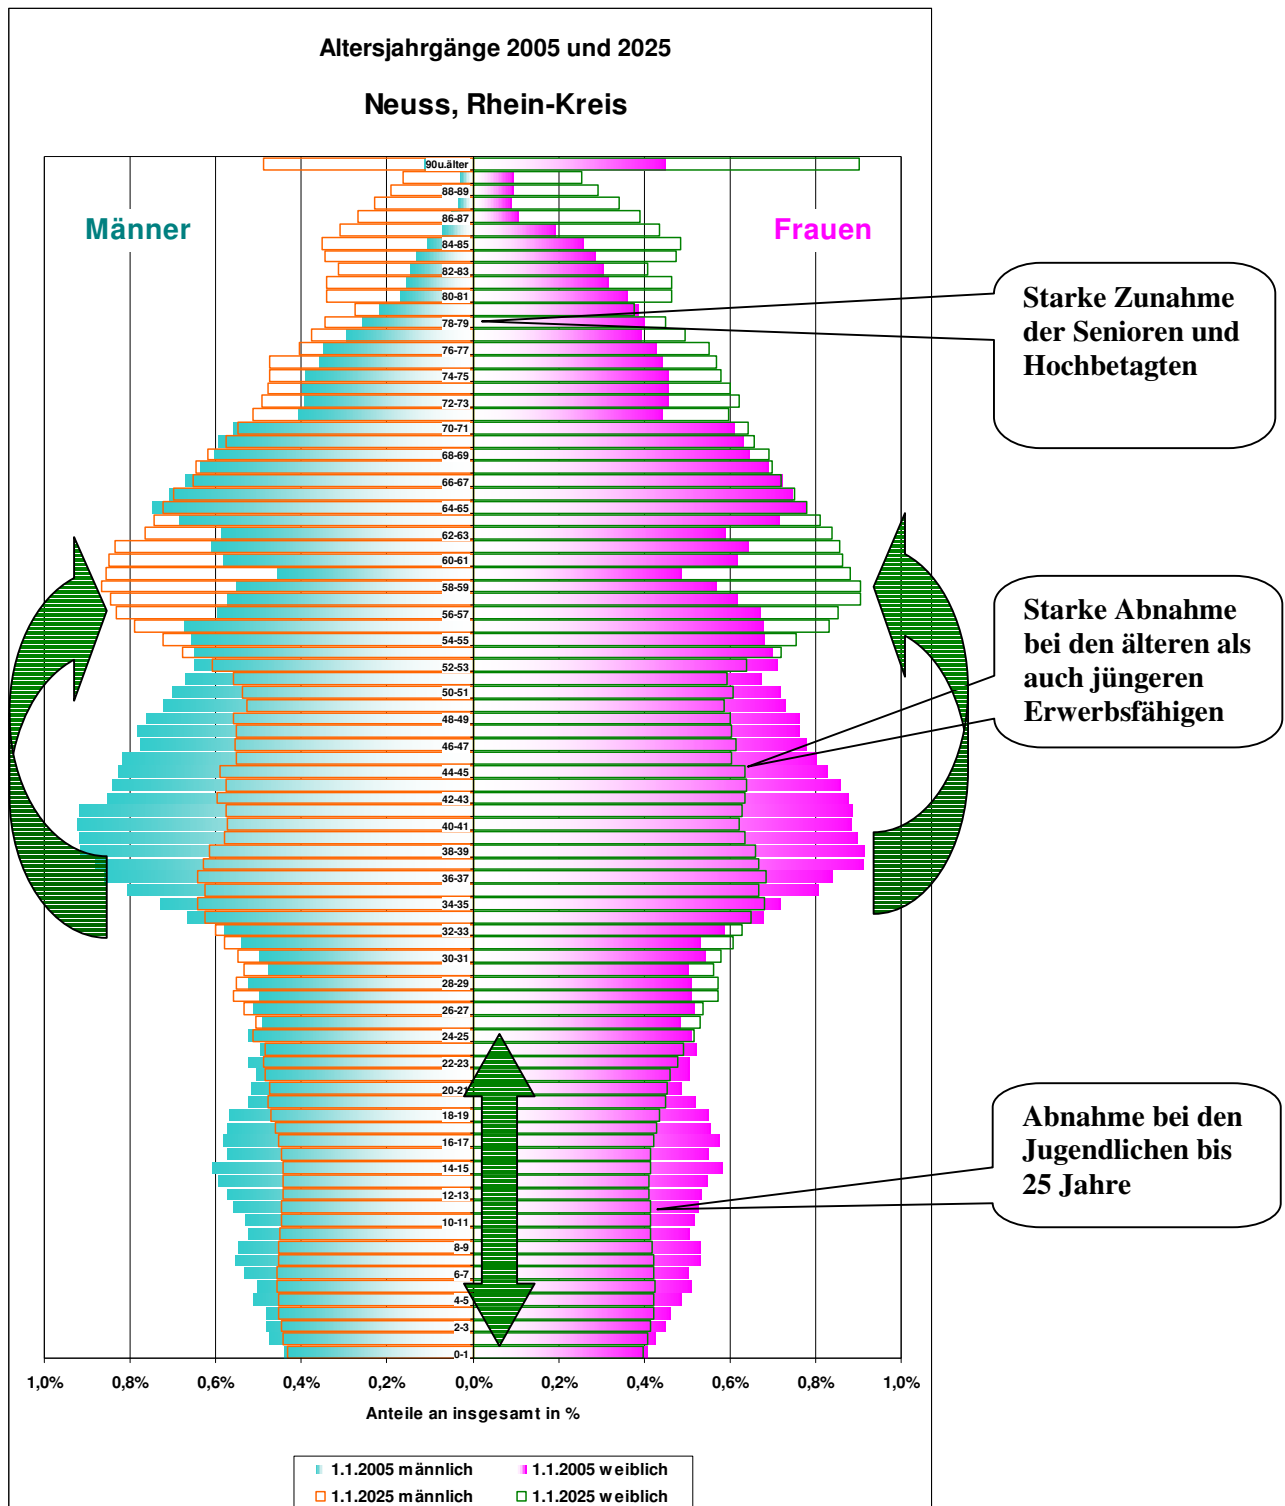 Altersjahrgänge 2005 und 2025
Neuss, Rhein-Kreis
Männer
Frauen
90u.älter
88-89
86-87
84-85
82-83
80-81
78-79
76-77
74-75
72-73
70-71
68-69
66-67
64-65
62-63
60-61
58-59
56-57
54-55
52-53
50-51
48-49
46-47
44-45
42-43
40-41
38-39
36-37
34-35
32-33
30-31
28-29
26-27
24-25
22-23
20-21
18-19
16-17
14-15
12-13
10-11
8-9
6-7
4-5
2-3
0-1
1,0% 0,8% 0,6% 0,4% 0,2% 0,0% 0,2% 0,4% 0,6% 0,8% 1,0%
Anteile an insgesamt in %
1.1.2005 männlich 1.1.2005 weiblich
1.1.2025 männlich 1.1.2025 weiblich
Starke Zunahme
der Senioren und
Hochbetagten
Starke Abnahme
bei den älteren als
auch jüngeren
Erwerbsfähigen
Abnahme bei den
Jugendlichen bis
25 Jahre